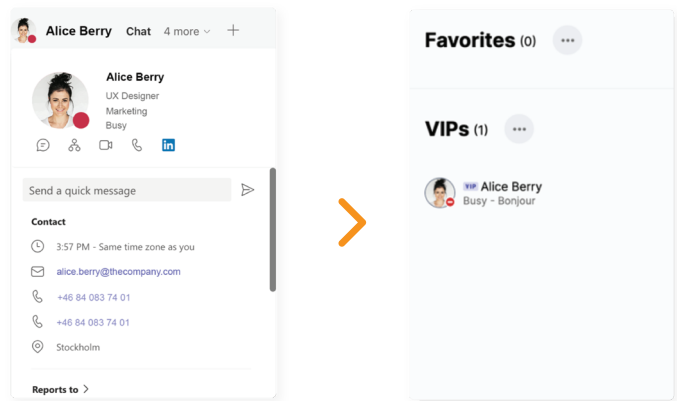 Alice Berry Chat 4 more
Alice Berry
UX Designer
Marketing
Busy
in
Send a quick message
Contact
3:57 PM - Same time zone as you
alice.berry@thecompany.com
+46 84 083 74 01
+46 84 083 74 01
Stockholm
Reports to
Favorites (0)
VIPs (1)
VIP Alice Berry
Busy - Bonjour